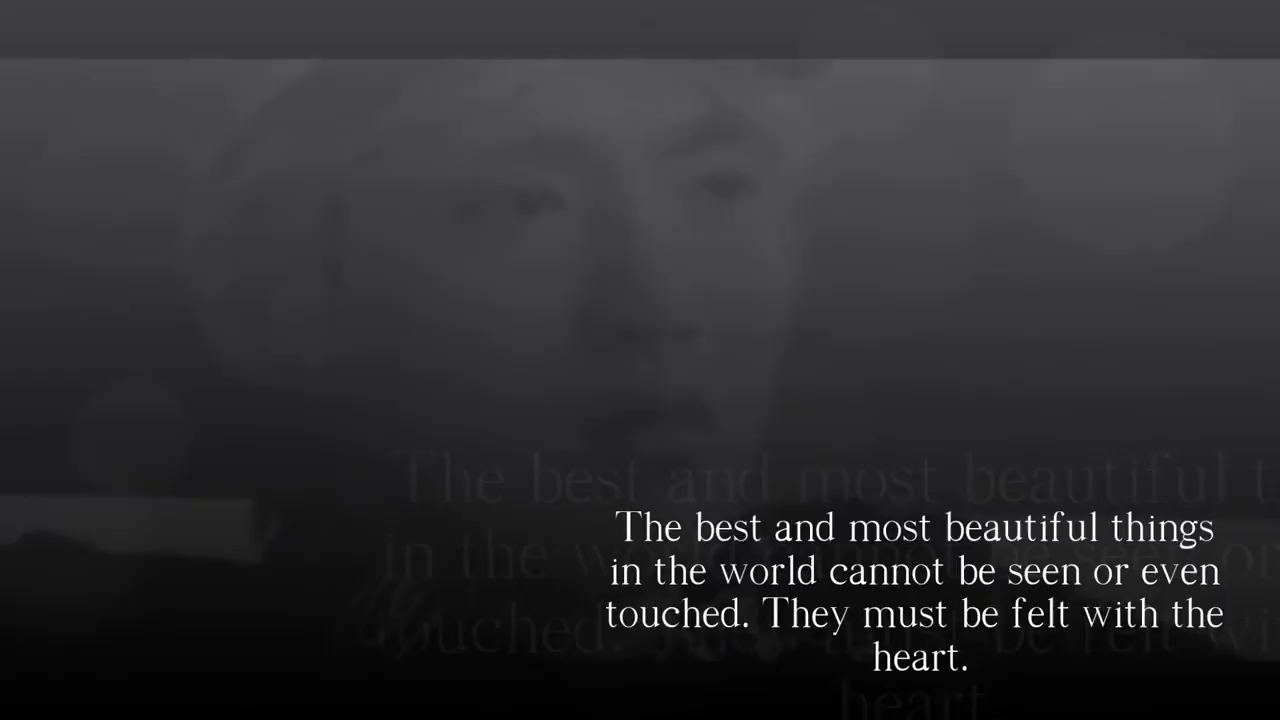 The best and most beautiful things
in the world cannot be seen or even
touched. They must be felt with the
heart.